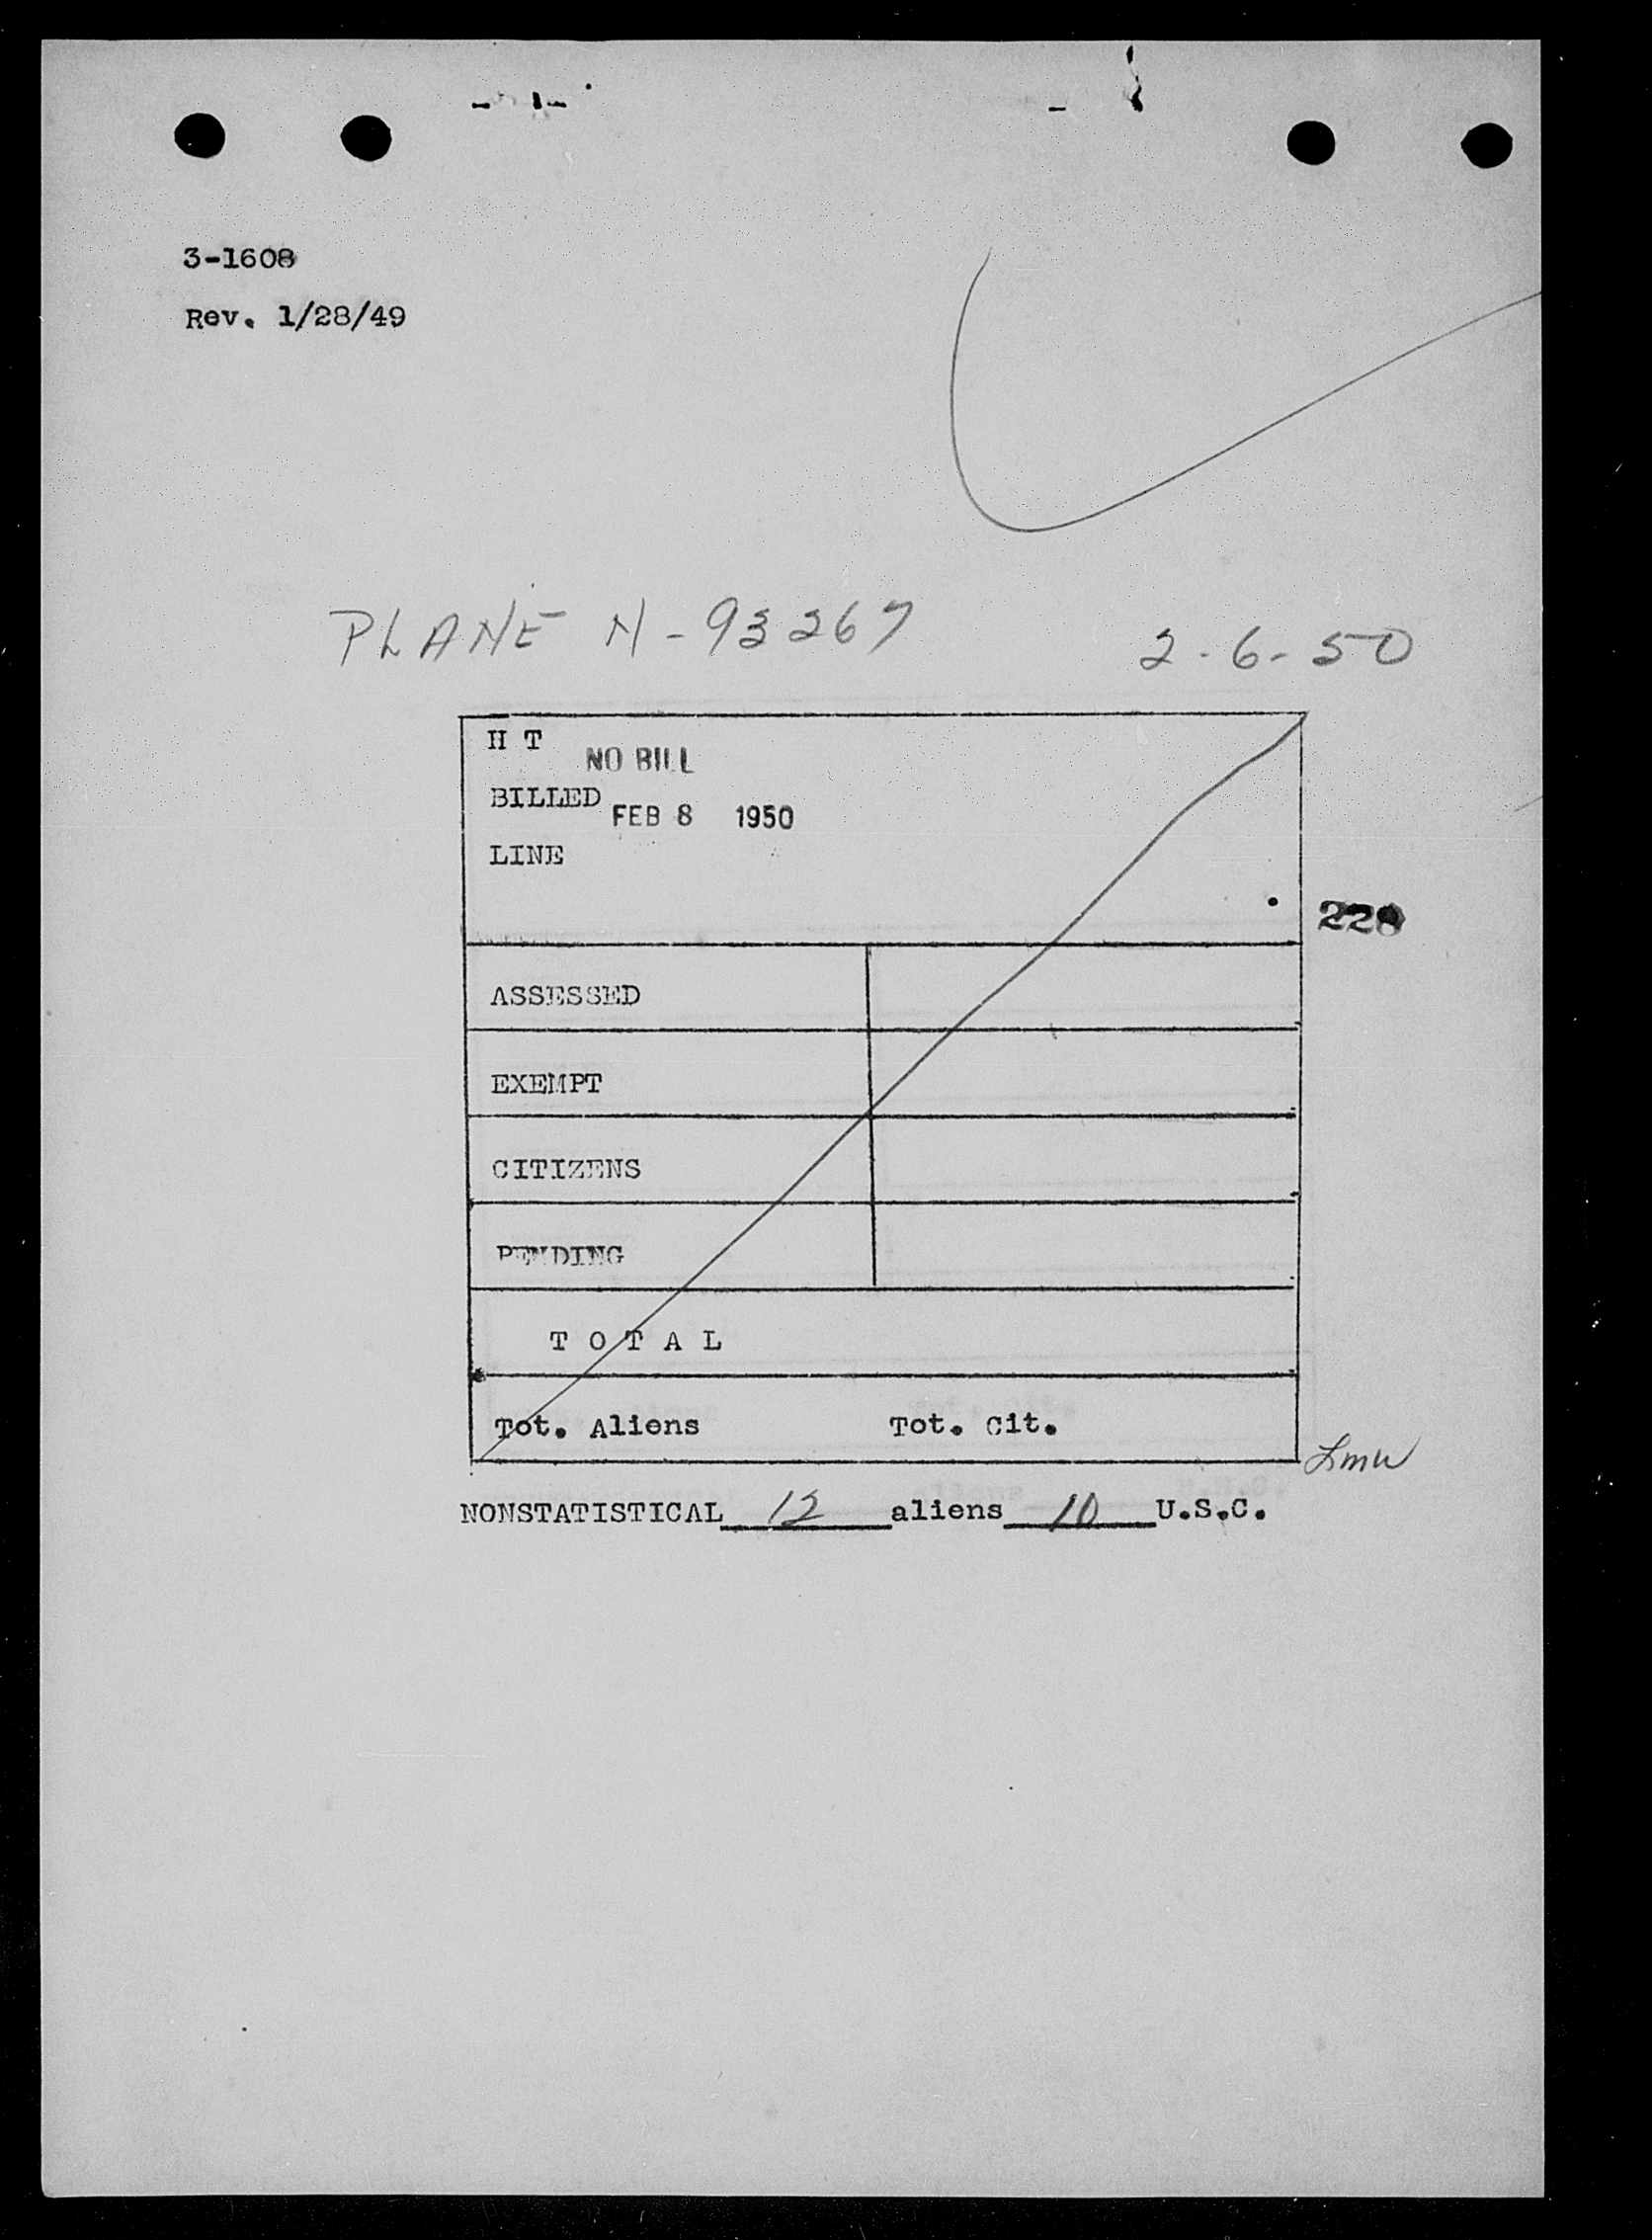 3-1608
Rev. 1/28/49
PLANE N-93267 2-6-50
H T
NO BILL
BILLED
FEB 8 1950
LINE
228
ASSESSED
EXEMPT
CITIZENS
PENDING
T O T A L
Tot. Aliens Tot. Cit.
NONSTATISTICAL 12 aliens 10 U.S.C.